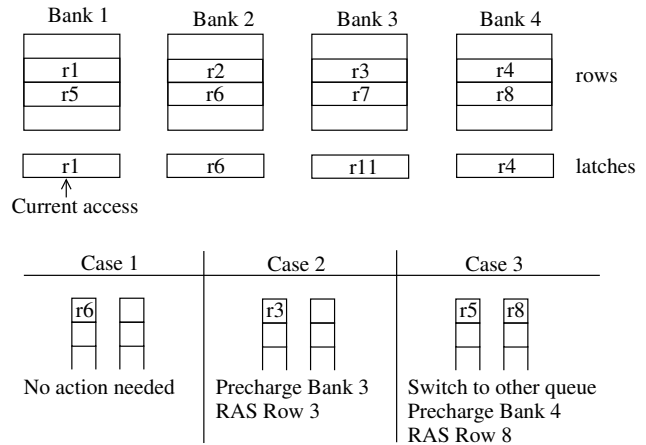 Bank 1 Bank 2 Bank 3 Bank 4
r1 r2 r3 r4 rows
r5 r6 r7 r8
r1 r6 r11 r4 latches
Current access
Case 1 Case 2 Case 3
r6 r3 r5 r8
No action needed Precharge Bank 3 Switch to other queue
RAS Row 3 Precharge Bank 4
RAS Row 8